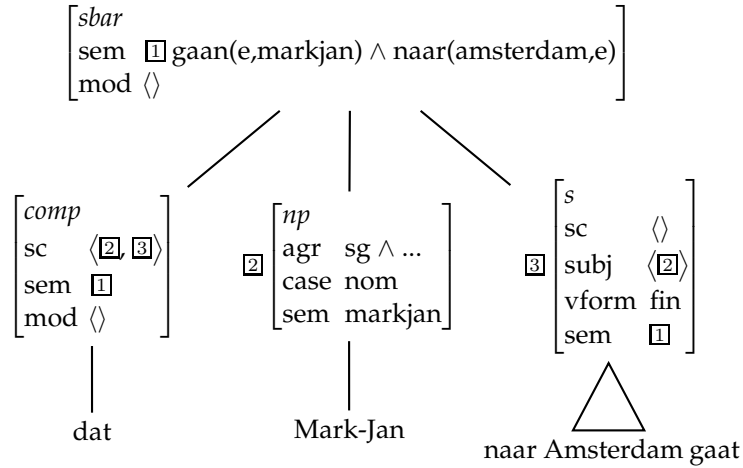 sbar
sem 1 gaan(e,markjan) ∧ naar(amsterdam,e)
mod ⟨⟩
comp
sc ⟨2, 3⟩
sem 1
mod ⟨⟩
2
np
agr sg ∧ ...
case nom
sem markjan
3
s
sc ⟨⟩
subj ⟨2⟩
vform fin
sem 1
dat
Mark-Jan
naar Amsterdam gaat